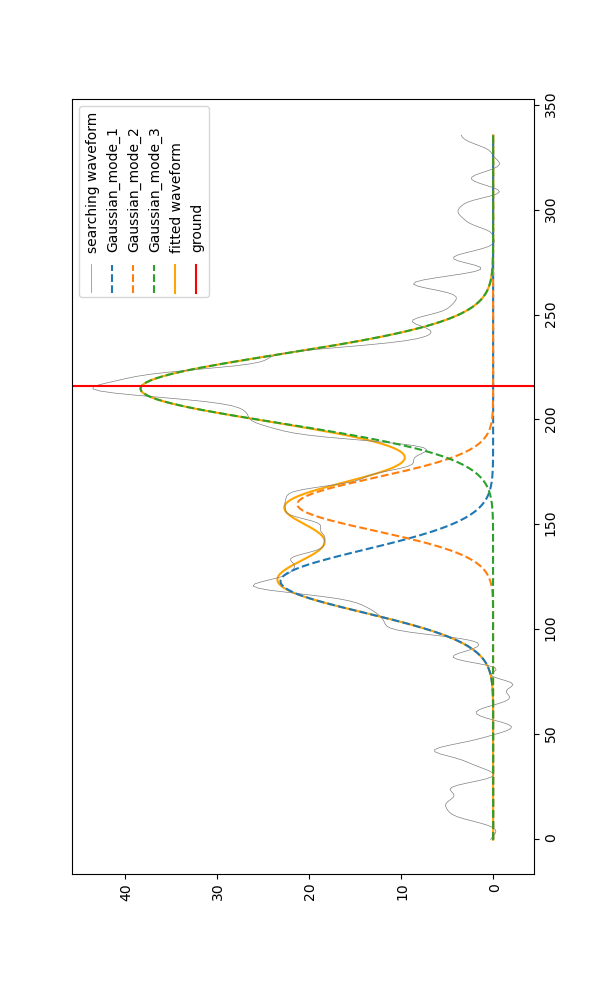 searching waveform
Gaussian_mode_1
Gaussian_mode_2
Gaussian_mode_3
fitted waveform
ground
40
30
20
10
0
0
50
100
150
200
250
300
350